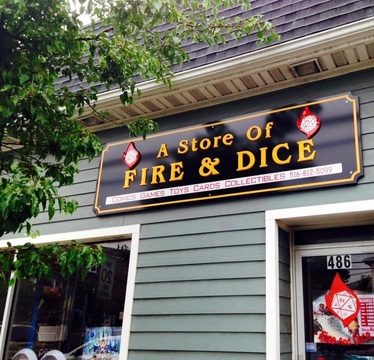 A Store Of
FIRE & DICE
Comics Games Toys Cards Collectibles 516-812-5099
486